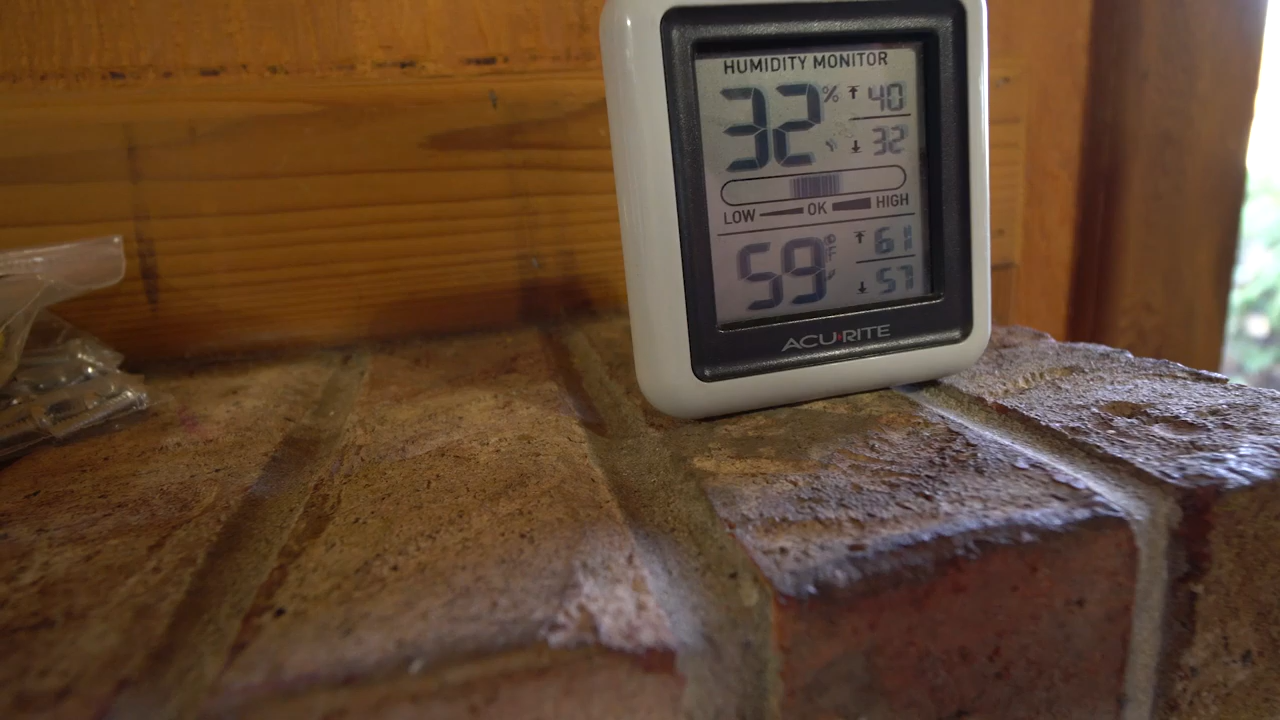 HUMIDITY MONITOR
32% 40
32
LOW OK HIGH
59°F 61
57
ACURITE